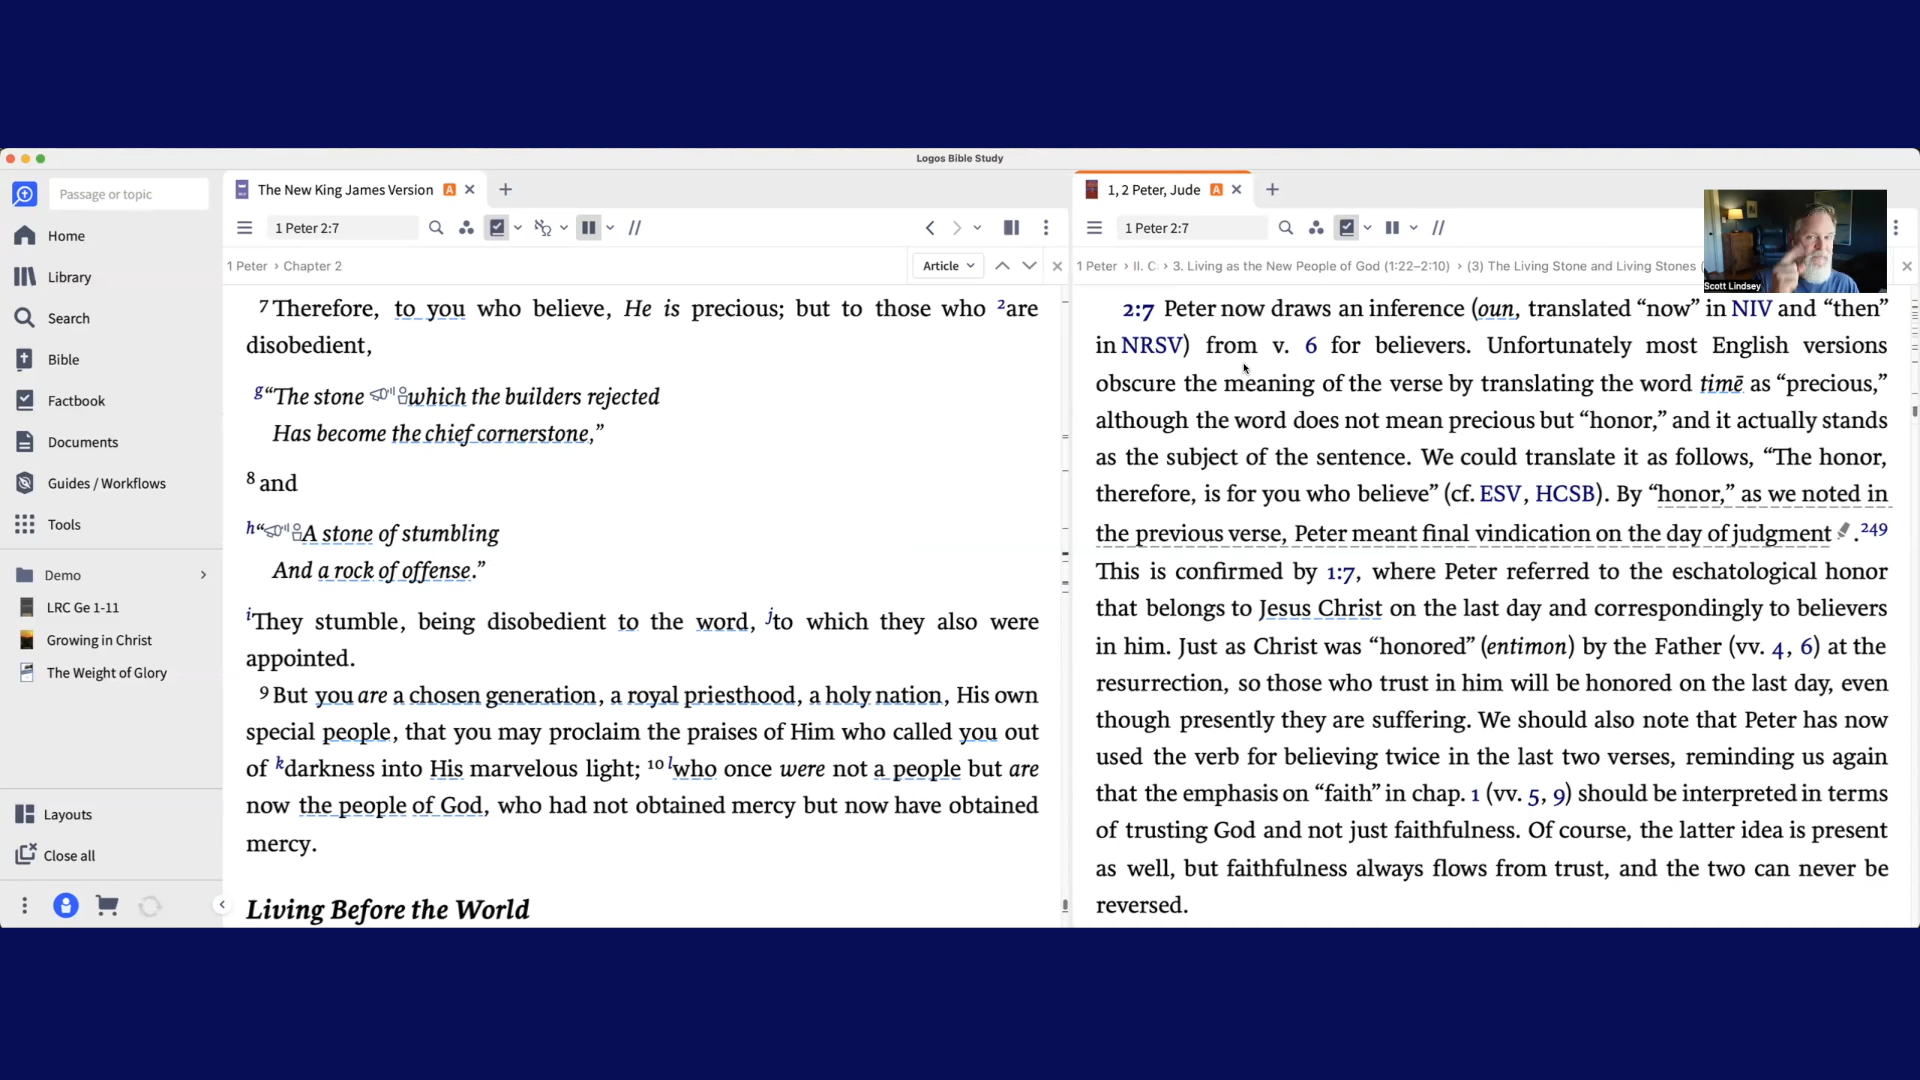 Logos Bible Study
Passage or topic
Home
Library
Search
Bible
Factbook
Documents
Guides / Workflows
Tools
Demo
LRC Ge 1-11
Growing in Christ
The Weight of Glory
Layouts
Close all
The New King James Version A
1 Peter 2:7
1 Peter › Chapter 2
Article
7 Therefore, to you who believe, He is precious; but to those who 2are
disobedient,
g“The stone which the builders rejected
Has become the chief cornerstone,”
8 and
h“A stone of stumbling
And a rock of offense.”
iThey stumble, being disobedient to the word, jto which they also were
appointed.
9 But you are a chosen generation, a royal priesthood, a holy nation, His own
special people, that you may proclaim the praises of Him who called you out
of kdarkness into His marvelous light; 10 lwho once were not a people but are
now the people of God, who had not obtained mercy but now have obtained
mercy.
Living Before the World
1, 2 Peter, Jude A
1 Peter 2:7
1 Peter › II. C › 3. Living as the New People of God (1:22–2:10) › (3) The Living Stone and Living Stones (
Scott Lindsey
2:7 Peter now draws an inference (oun, translated “now” in NIV and “then”
in NRSV) from v. 6 for believers. Unfortunately most English versions
obscure the meaning of the verse by translating the word timē as “precious,”
although the word does not mean precious but “honor,” and it actually stands
as the subject of the sentence. We could translate it as follows, “The honor,
therefore, is for you who believe” (cf. ESV, HCSB). By “honor,” as we noted in
the previous verse, Peter meant final vindication on the day of judgment .249
This is confirmed by 1:7, where Peter referred to the eschatological honor
that belongs to Jesus Christ on the last day and correspondingly to believers
in him. Just as Christ was “honored” (entimon) by the Father (vv. 4, 6) at the
resurrection, so those who trust in him will be honored on the last day, even
though presently they are suffering. We should also note that Peter has now
used the verb for believing twice in the last two verses, reminding us again
that the emphasis on “faith” in chap. 1 (vv. 5, 9) should be interpreted in terms
of trusting God and not just faithfulness. Of course, the latter idea is present
as well, but faithfulness always flows from trust, and the two can never be
reversed.